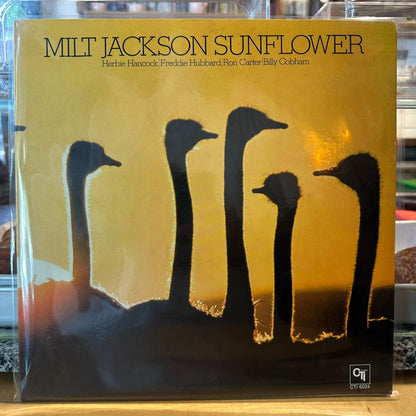 MILT JACKSON SUNFLOWER
Herbie Hancock/Freddie Hubbard/Ron Carter/Billy Cobham
CTi
CTI 6024